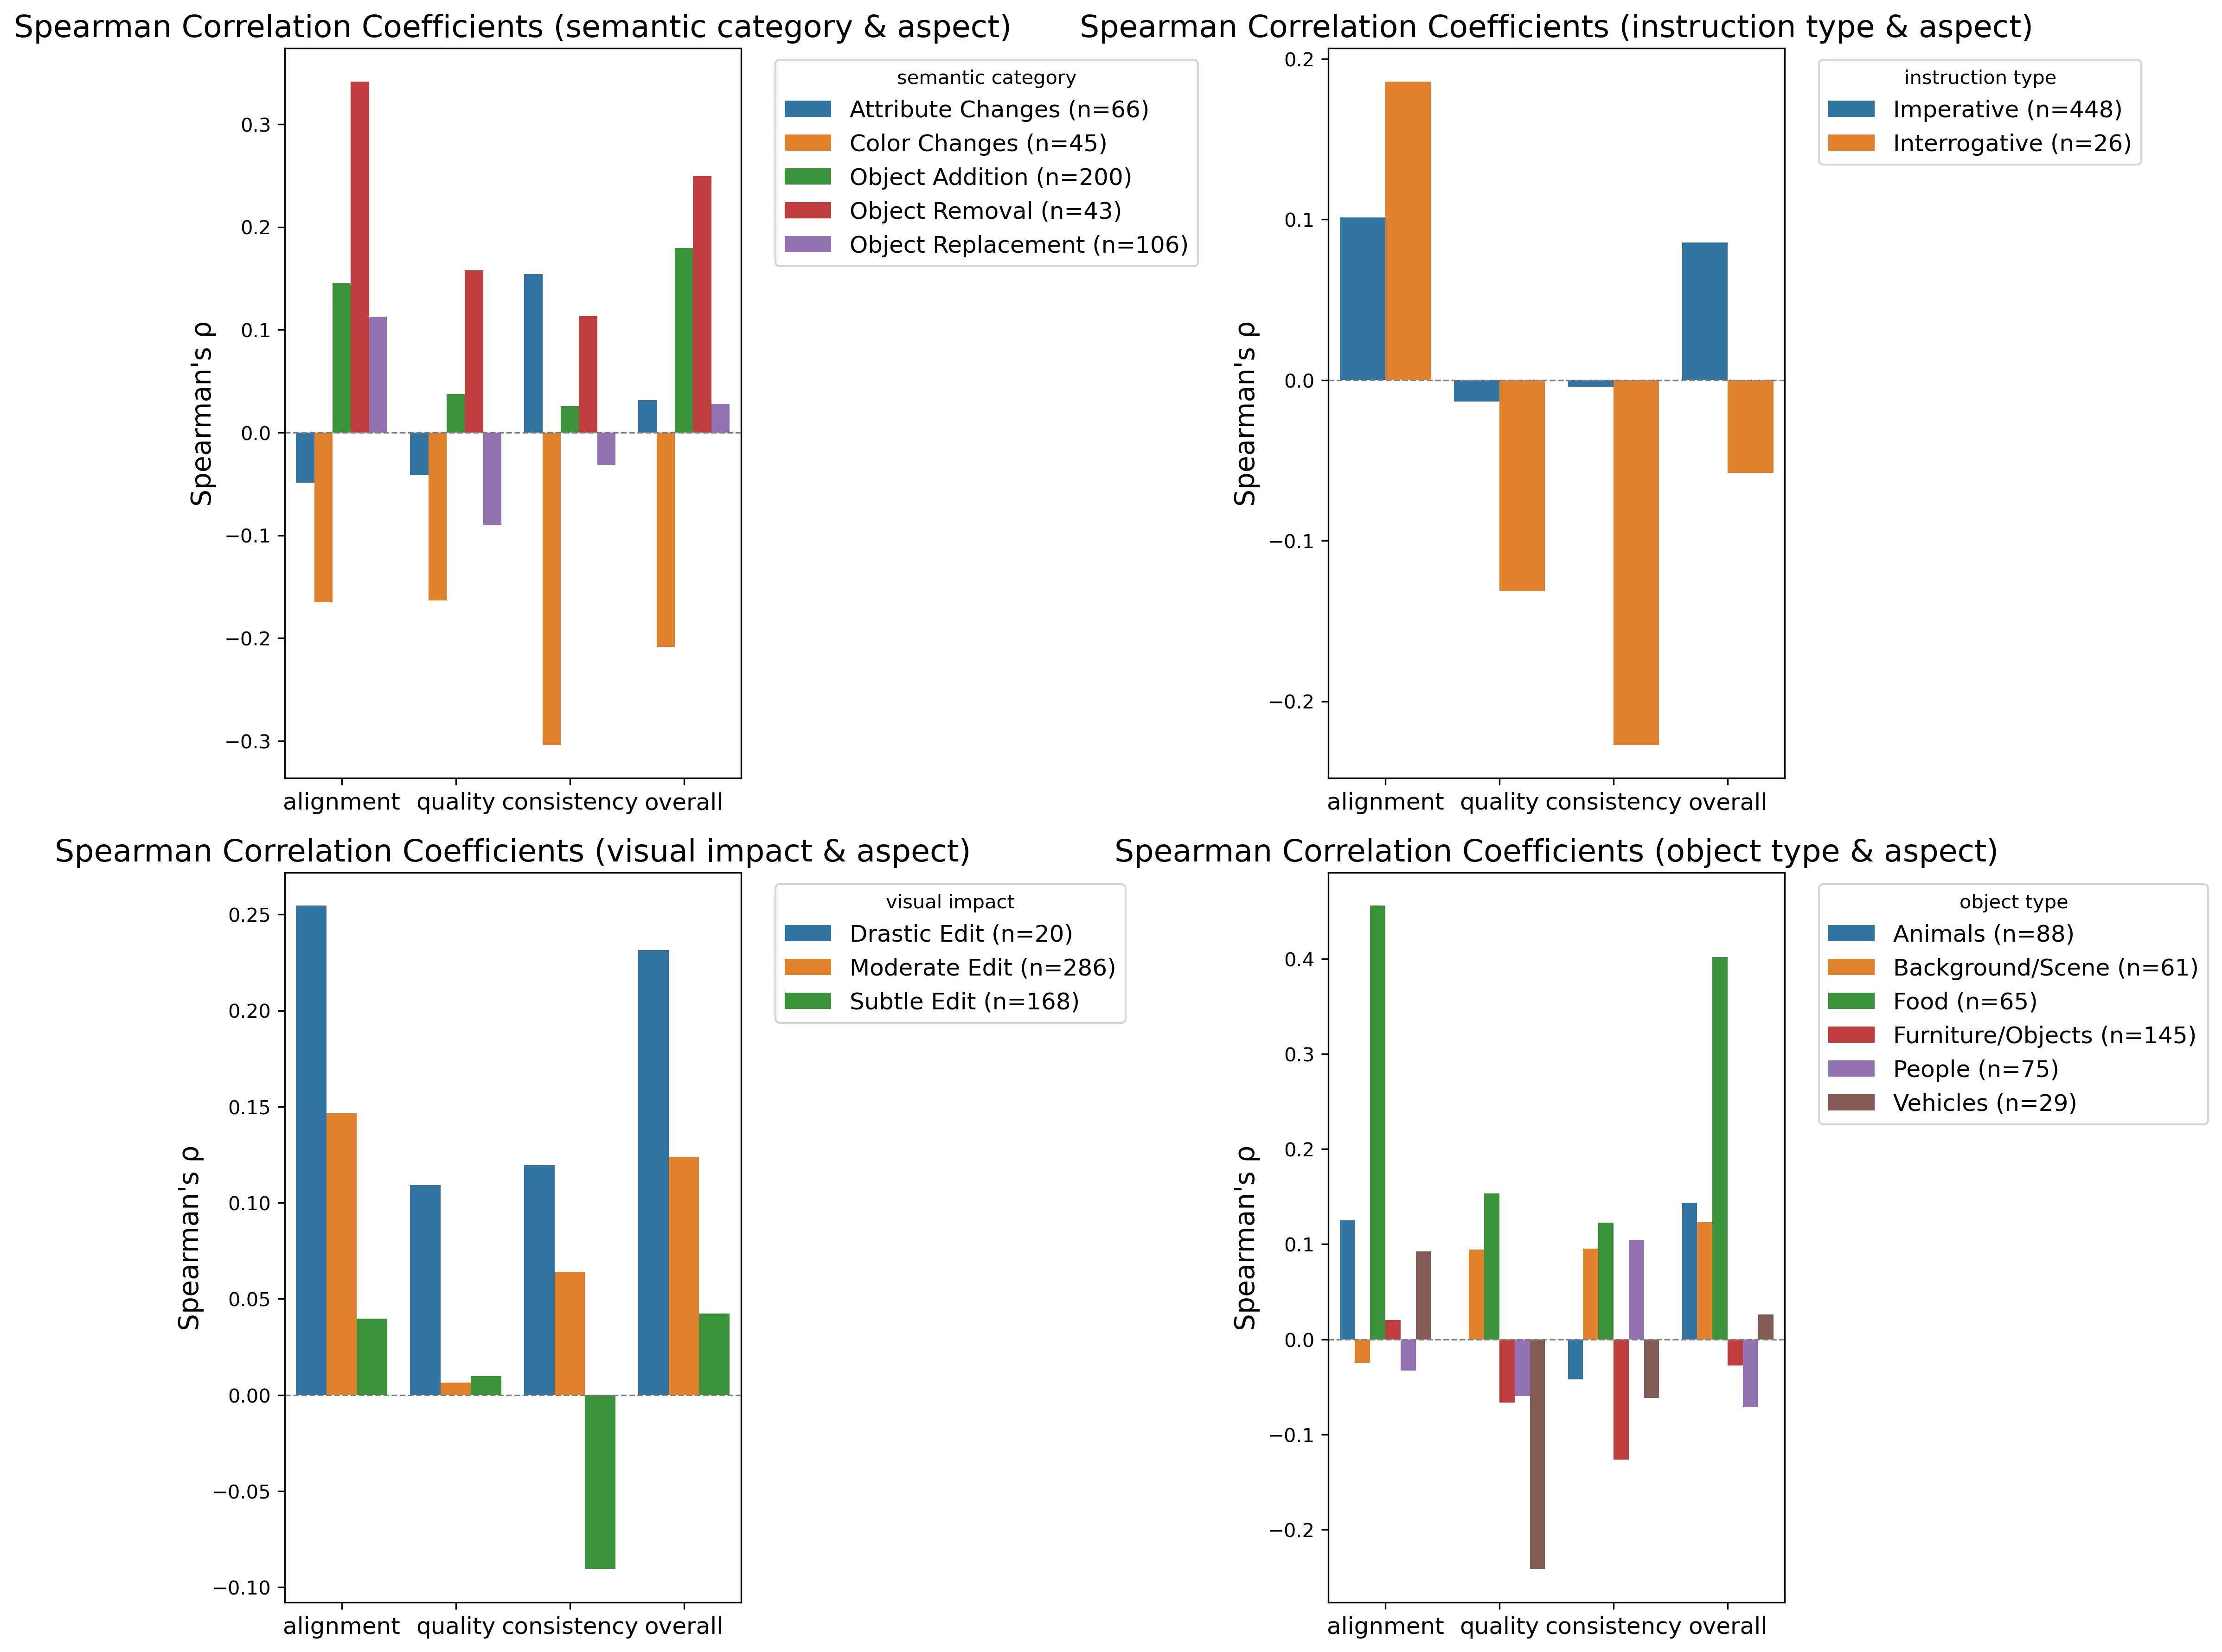 Spearman Correlation Coefficients (semantic category & aspect)
Spearman's ρ
0.3
0.2
0.1
0.0
−0.1
−0.2
−0.3
alignment
quality
consistency
overall
semantic category
Attribute Changes (n=66)
Color Changes (n=45)
Object Addition (n=200)
Object Removal (n=43)
Object Replacement (n=106)
Spearman Correlation Coefficients (instruction type & aspect)
Spearman's ρ
0.2
0.1
0.0
−0.1
−0.2
alignment
quality
consistency
overall
instruction type
Imperative (n=448)
Interrogative (n=26)
Spearman Correlation Coefficients (visual impact & aspect)
Spearman's ρ
0.25
0.20
0.15
0.10
0.05
0.00
−0.05
−0.10
alignment
quality
consistency
overall
visual impact
Drastic Edit (n=20)
Moderate Edit (n=286)
Subtle Edit (n=168)
Spearman Correlation Coefficients (object type & aspect)
Spearman's ρ
0.4
0.3
0.2
0.1
0.0
−0.1
−0.2
alignment
quality
consistency
overall
object type
Animals (n=88)
Background/Scene (n=61)
Food (n=65)
Furniture/Objects (n=145)
People (n=75)
Vehicles (n=29)